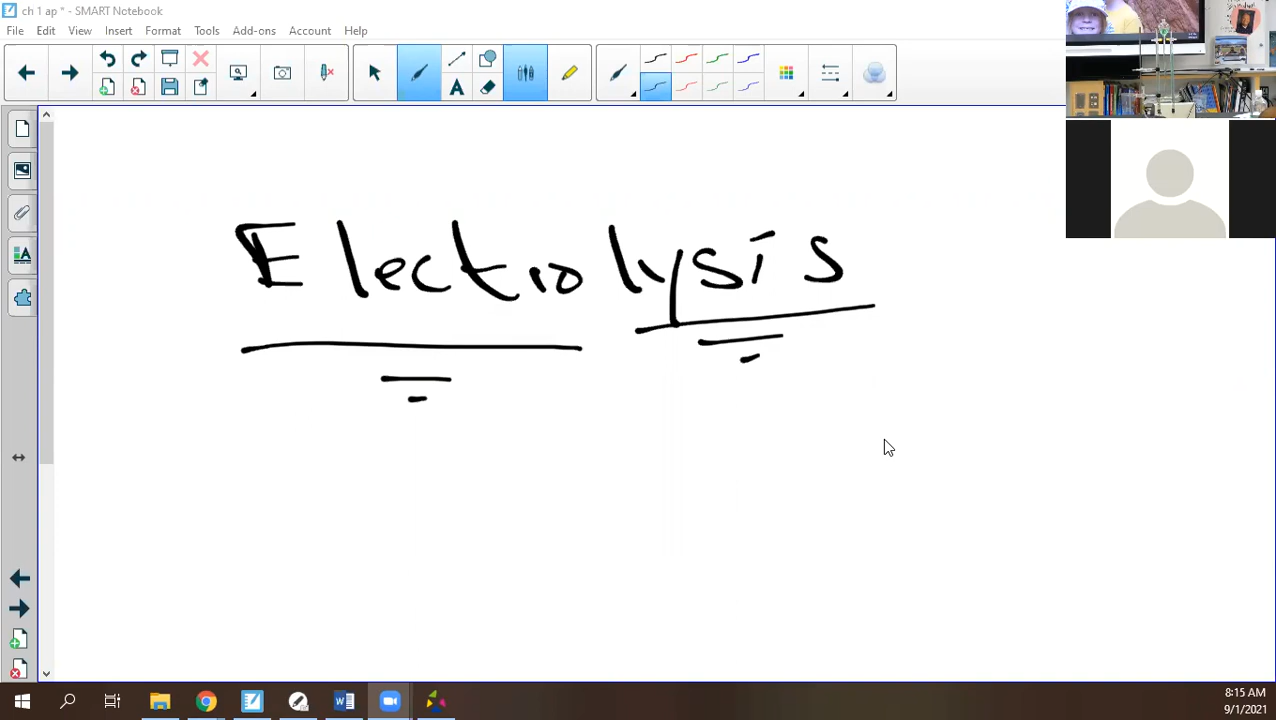 ch 1 ap * - SMART Notebook
File Edit View Insert Format Tools Add-ons Account Help
Electrolysis
8:15 AM
9/1/2021